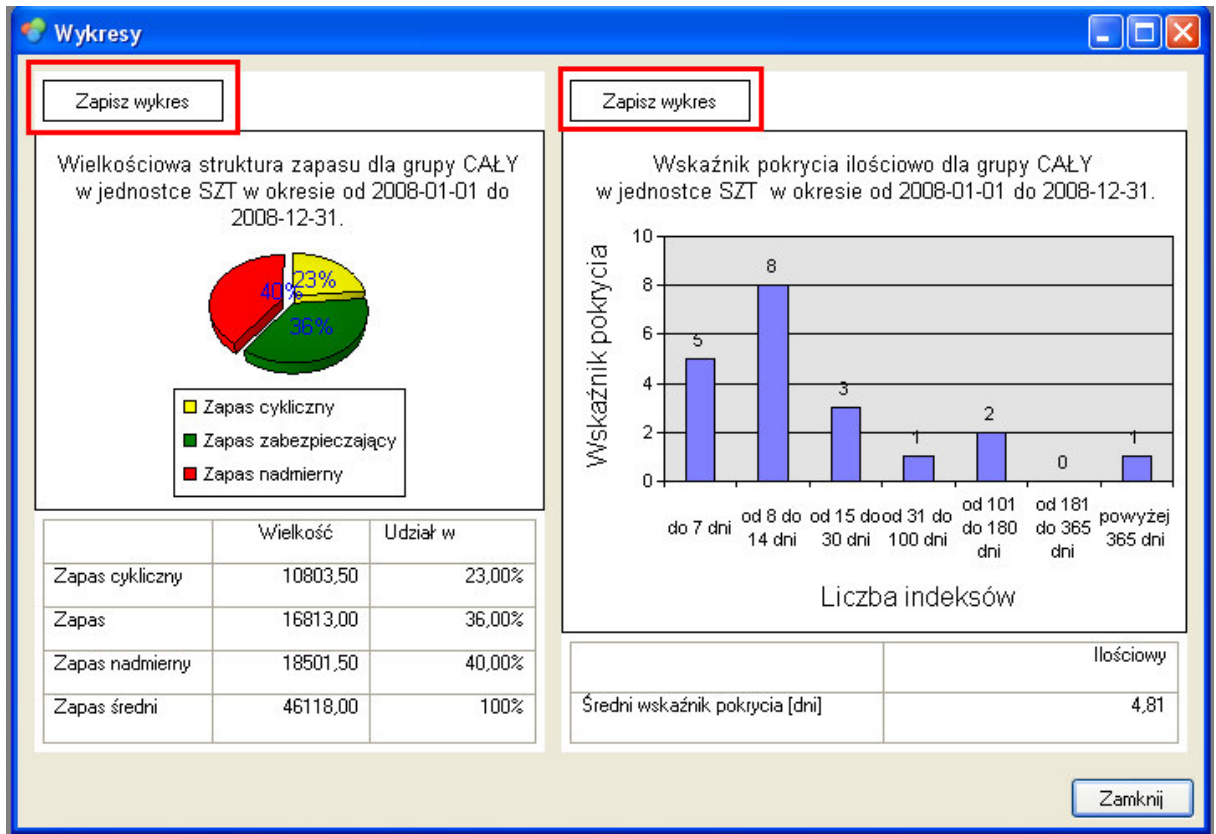 Wykresy
Zapisz wykres
Wielkościowa struktura zapasu dla grupy CAŁY
w jednostce SZT w okresie od 2008-01-01 do
2008-12-31.
23%
40%
36%
Zapas cykliczny
Zapas zabezpieczający
Zapas nadmierny
Wielkość Udział w
Zapas cykliczny 10803,50 23,00%
Zapas 16813,00 36,00%
Zapas nadmierny 18501,50 40,00%
Zapas średni 46118,00 100%
Zapisz wykres
Wskaźnik pokrycia ilościowo dla grupy CAŁY
w jednostce SZT w okresie od 2008-01-01 do 2008-12-31.
Wskaźnik pokrycia
10
8
6
4
2
0
5
8
3
1
2
0
1
do 7 dni
od 8 do
14 dni
od 15 do
30 dni
od 31 do
100 dni
od 101
do 180
dni
od 181
do 365
dni
powyżej
365 dni
Liczba indeksów
Ilościowy
Średni wskaźnik pokrycia [dni] 4,81
Zamknij